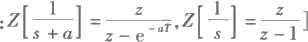 :Z[1/(s+a)] = z/(z-e^{-aT}), Z[1/s] = z/(z-1)